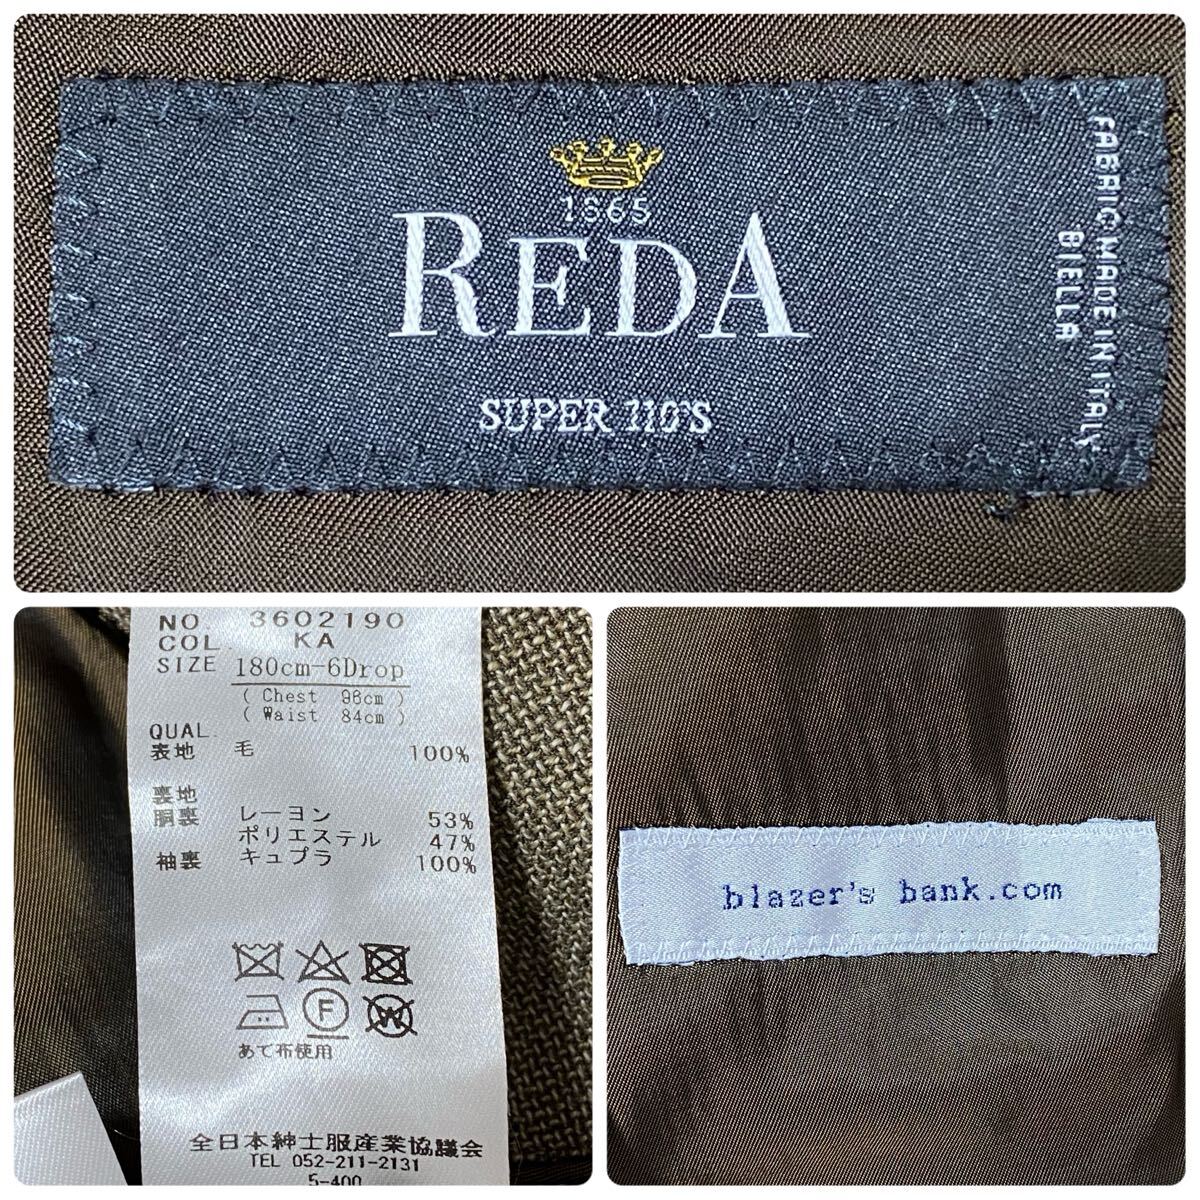 1865
REDA
SUPER 110'S
FABRIC MADE IN ITALY
BIELLA
NO 3602190
COL. KA
SIZE 180cm-6Drop
( Chest 96cm )
( Waist 84cm )
QUAL.
表地 毛 100%
裏地
胴裏 レーヨン 53%
ポリエステル 47%
袖裏 キュプラ 100%
F
W
あて布使用
全日本紳士服産業協議会
TEL 052-211-2131
5-400
blazer's bank.com